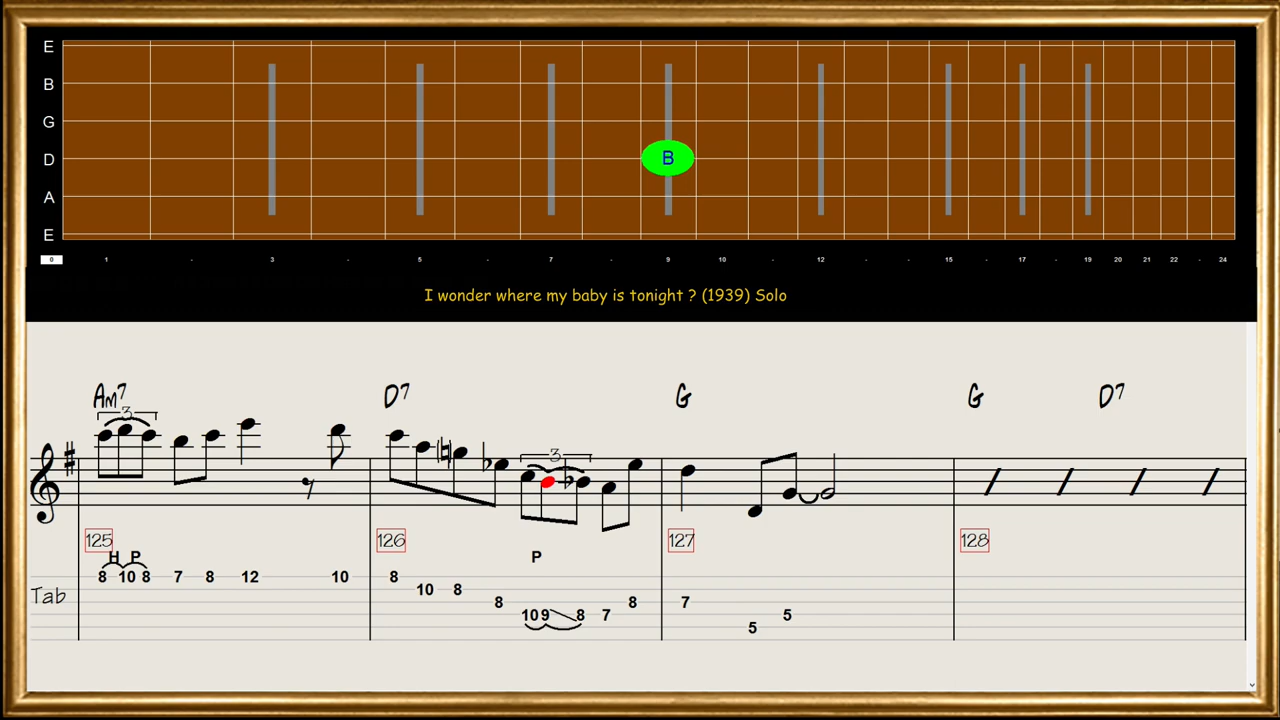 E
B
G
D
B
A
E
0 1 - 3 - 5 - 7 - 9 10 - 12 - - 15 - 17 - 19 20 21 22 - 24
I wonder where my baby is tonight ? (1939) Solo
Am7 D7 G G D7
3 3
125 126 127 128
H P P
8 10 8 7 8 12 10 8
Tab 10 8
8 8 7
10 9 8 7 5
5